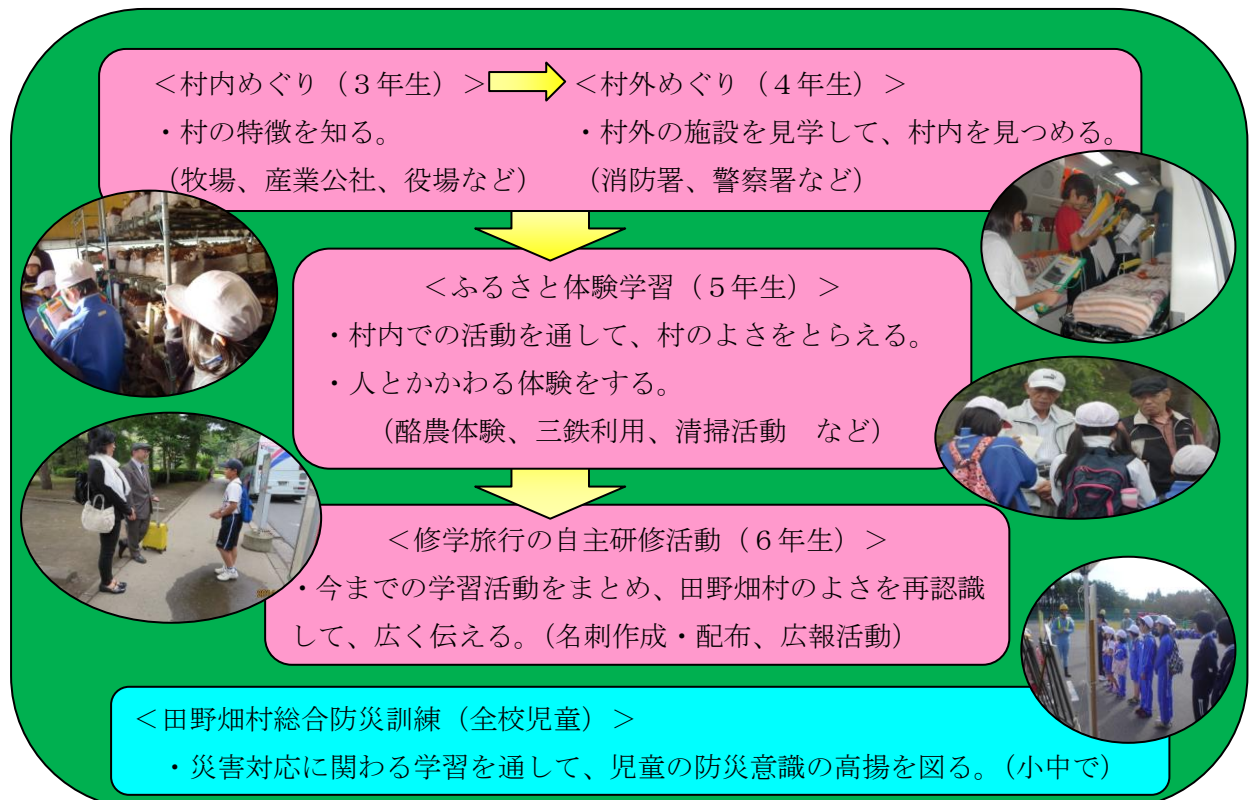 ＜村内めぐり（３年生）＞ ＜村外めぐり（４年生）＞
・村の特徴を知る。 ・村外の施設を見学して、村内を見つめる。
（牧場、産業公社、役場など） （消防署、警察署など）
＜ふるさと体験学習（５年生）＞
・村内での活動を通して、村のよさをとらえる。
・人とかかわる体験をする。
（酪農体験、三鉄利用、清掃活動　など）
＜修学旅行の自主研修活動（６年生）＞
・今までの学習活動をまとめ、田野畑村のよさを再認識
して、広く伝える。（名刺作成・配布、広報活動）
＜田野畑村総合防災訓練（全校児童）＞
・災害対応に関わる学習を通して、児童の防災意識の高揚を図る。（小中で）